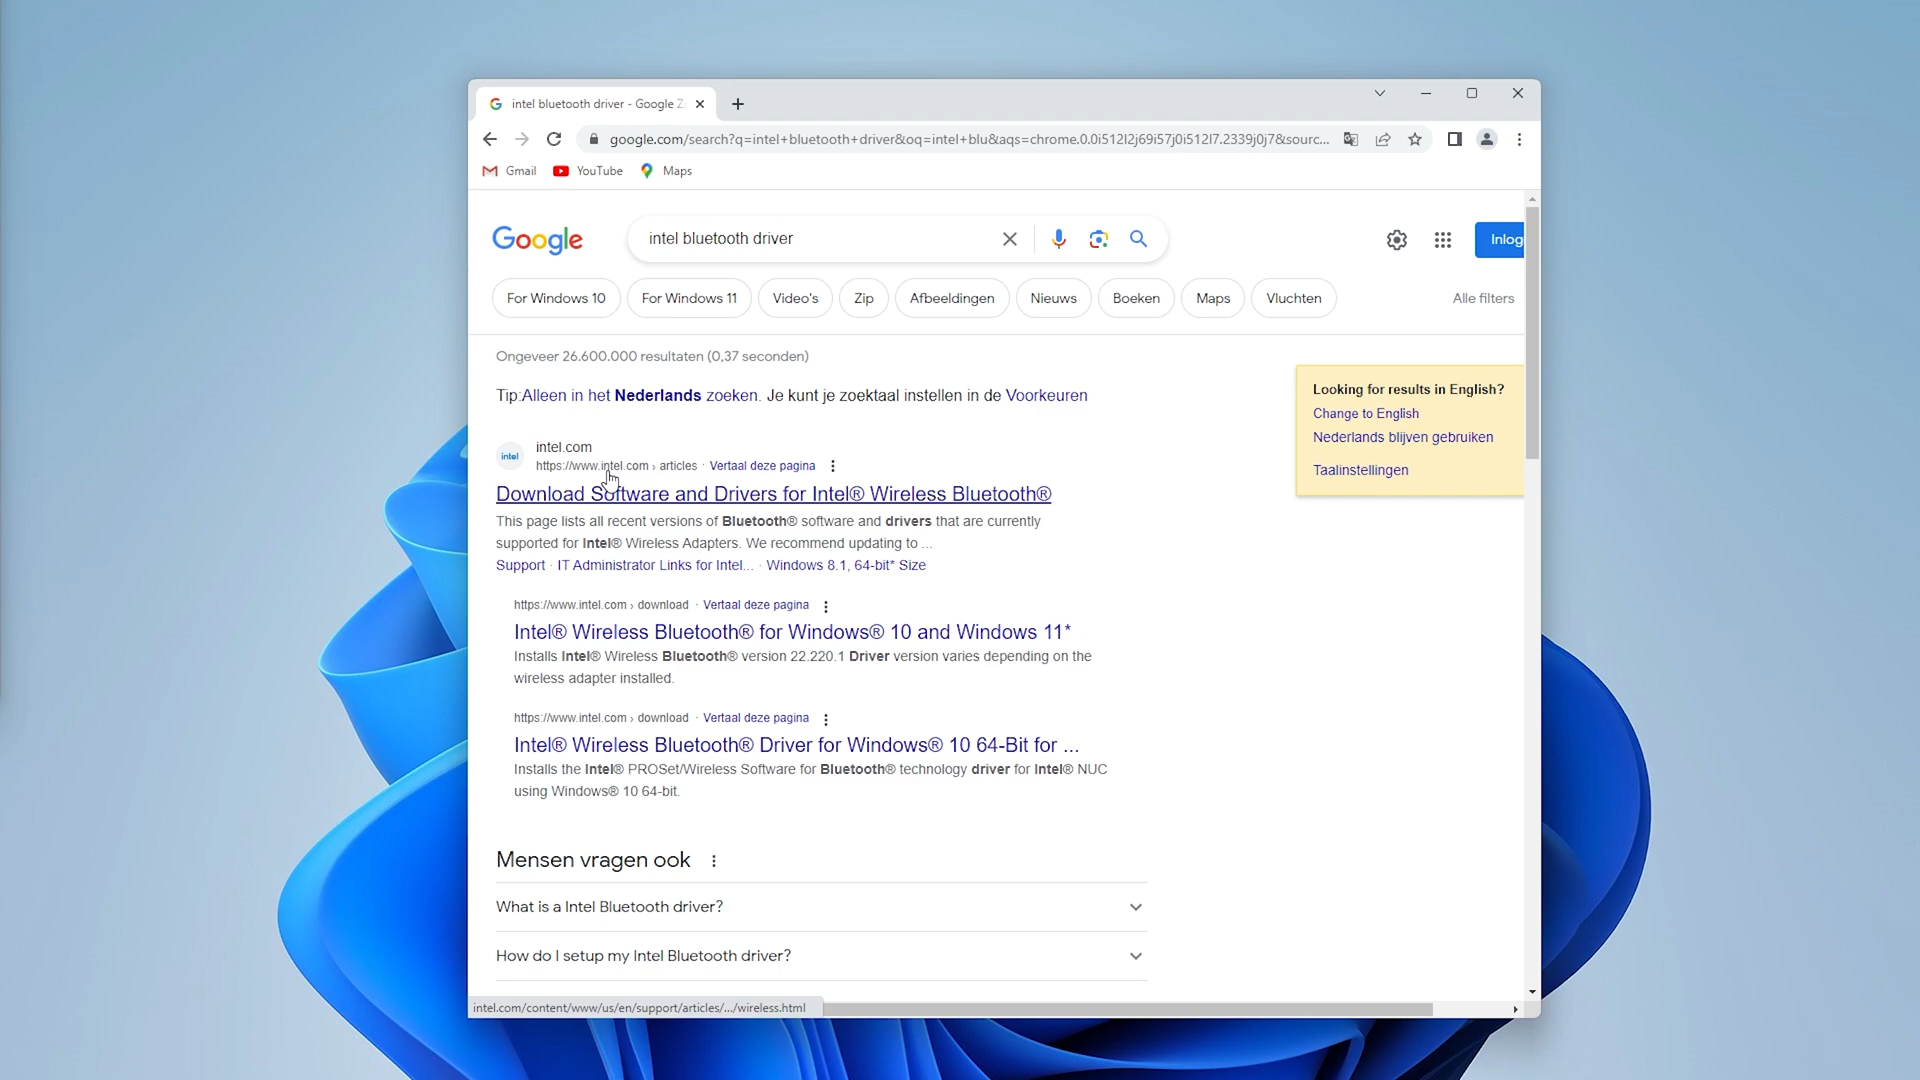 intel bluetooth driver - Google Z
google.com/search?q=intel+bluetooth+driver&oq=intel+blu&aqs=chrome.0.0i512l2j69i57j0i512l7.2339j0j7&sourc...
Gmail YouTube Maps
Google intel bluetooth driver Inlog
For Windows 10 For Windows 11 Video's Zip Afbeeldingen Nieuws Boeken Maps Vluchten Alle filters
Ongeveer 26.600.000 resultaten (0,37 seconden)
Tip:Alleen in het Nederlands zoeken. Je kunt je zoektaal instellen in de Voorkeuren
Looking for results in English?
Change to English
Nederlands blijven gebruiken
Taalinstellingen
intel
intel.com
https://www.intel.com › articles · Vertaal deze pagina
Download Software and Drivers for Intel® Wireless Bluetooth®
This page lists all recent versions of Bluetooth® software and drivers that are currently
supported for Intel® Wireless Adapters. We recommend updating to ...
Support · IT Administrator Links for Intel... · Windows 8.1, 64-bit* Size
https://www.intel.com › download · Vertaal deze pagina
Intel® Wireless Bluetooth® for Windows® 10 and Windows 11*
Installs Intel® Wireless Bluetooth® version 22.220.1 Driver version varies depending on the
wireless adapter installed.
https://www.intel.com › download · Vertaal deze pagina
Intel® Wireless Bluetooth® Driver for Windows® 10 64-Bit for ...
Installs the Intel® PROSet/Wireless Software for Bluetooth® technology driver for Intel® NUC
using Windows® 10 64-bit.
Mensen vragen ook
What is a Intel Bluetooth driver?
How do I setup my Intel Bluetooth driver?
intel.com/content/www/us/en/support/articles/.../wireless.html